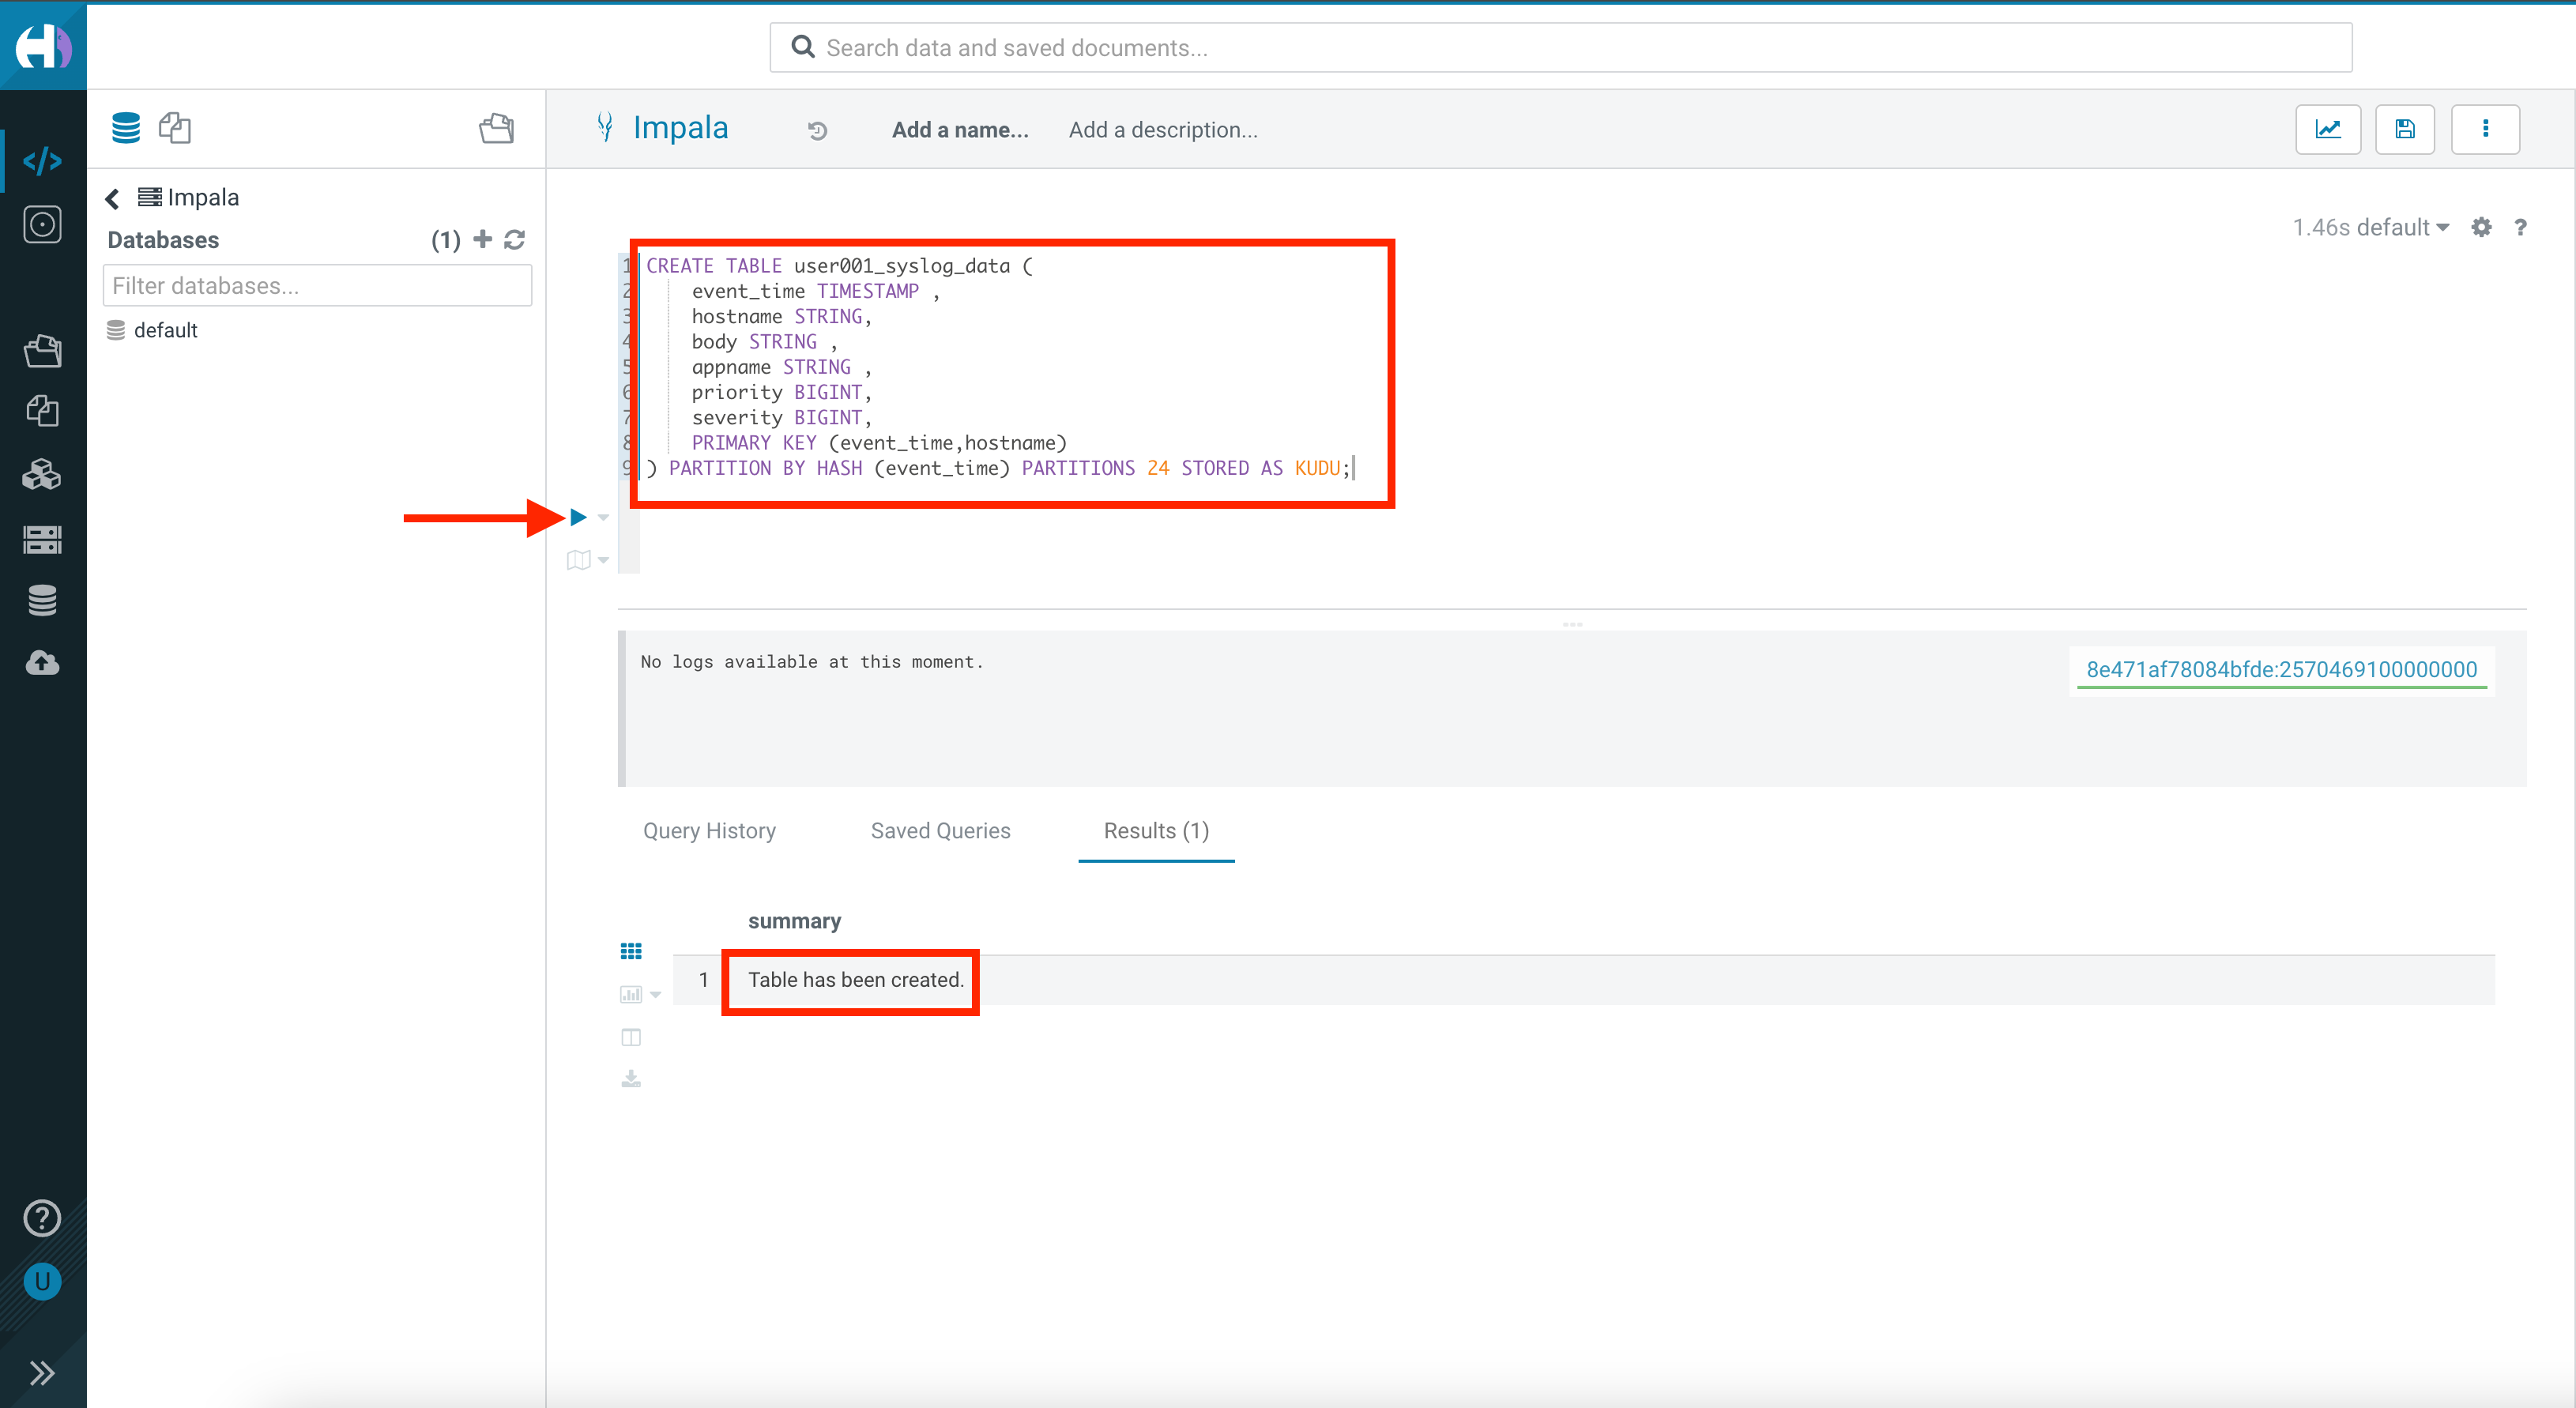 Search data and saved documents...
Impala
Add a name...
Add a description...
Impala
Databases
(1)
Filter databases...
default
1.46s default
?
1 CREATE TABLE user001_syslog_data (
2 event_time TIMESTAMP ,
3 hostname STRING,
4 body STRING ,
5 appname STRING ,
6 priority BIGINT,
7 severity BIGINT,
8 PRIMARY KEY (event_time,hostname)
9 ) PARTITION BY HASH (event_time) PARTITIONS 24 STORED AS KUDU;
No logs available at this moment.
8e471af78084bfde:2570469100000000
Query History
Saved Queries
Results (1)
summary
1 Table has been created.
?
U